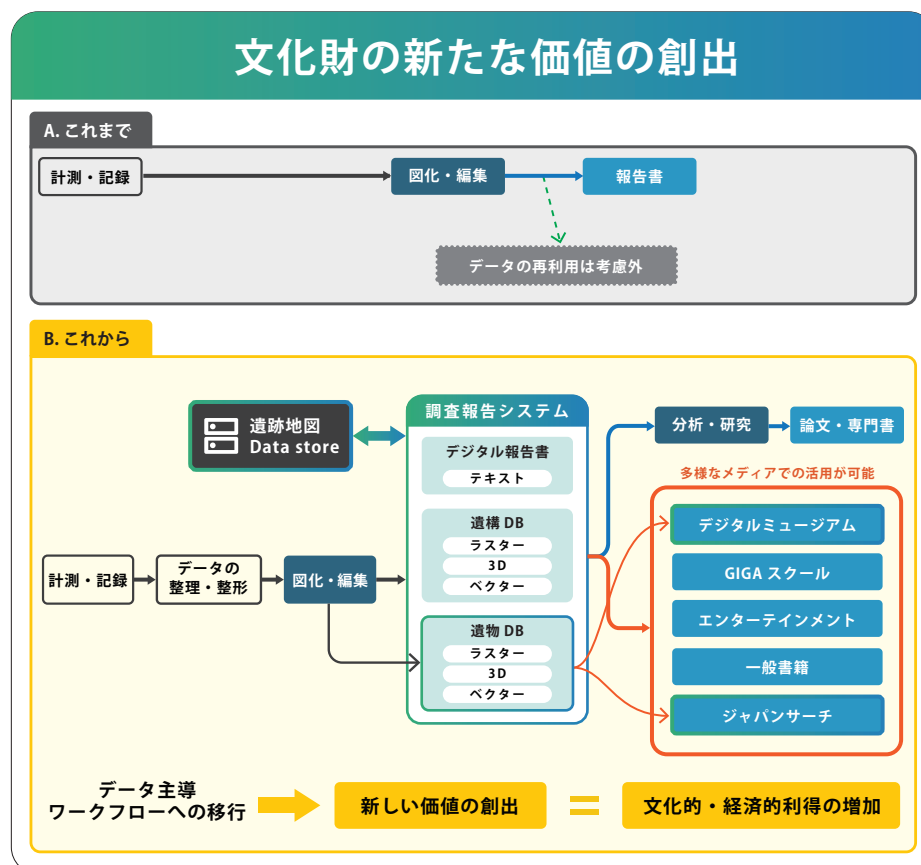 文化財の新たな価値の創出
A. これまで
計測・記録
図化・編集
報告書
データの再利用は考慮外
B. これから
遺跡地図
Data store
調査報告システム
デジタル報告書
テキスト
遺構 DB
ラスター
3D
ベクター
遺物 DB
ラスター
3D
ベクター
計測・記録
データの
整理・整形
図化・編集
分析・研究
論文・専門書
多様なメディアでの活用が可能
デジタルミュージアム
GIGA スクール
エンターテインメント
一般書籍
ジャパンサーチ
データ主導
ワークフローへの移行
新しい価値の創出
=
文化的・経済的利得の増加